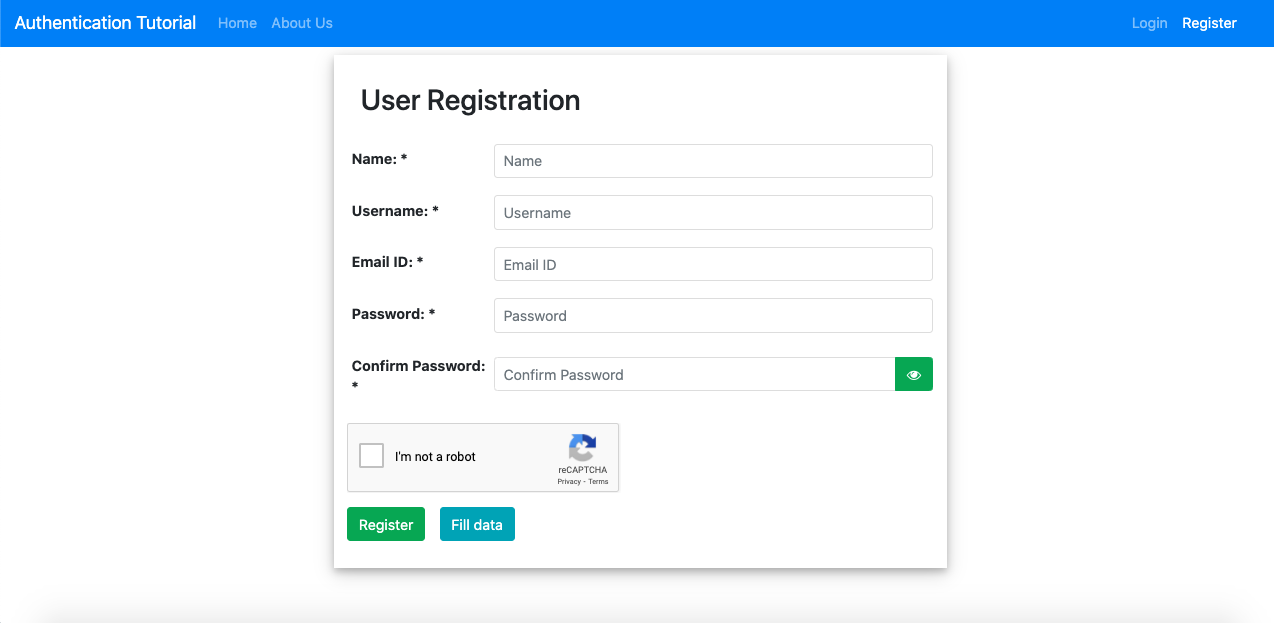 Authentication Tutorial Home About Us Login Register
User Registration
Name: * Name
Username: * Username
Email ID: * Email ID
Password: * Password
Confirm Password: Confirm Password
*
I'm not a robot
reCAPTCHA
Privacy - Terms
Register Fill data